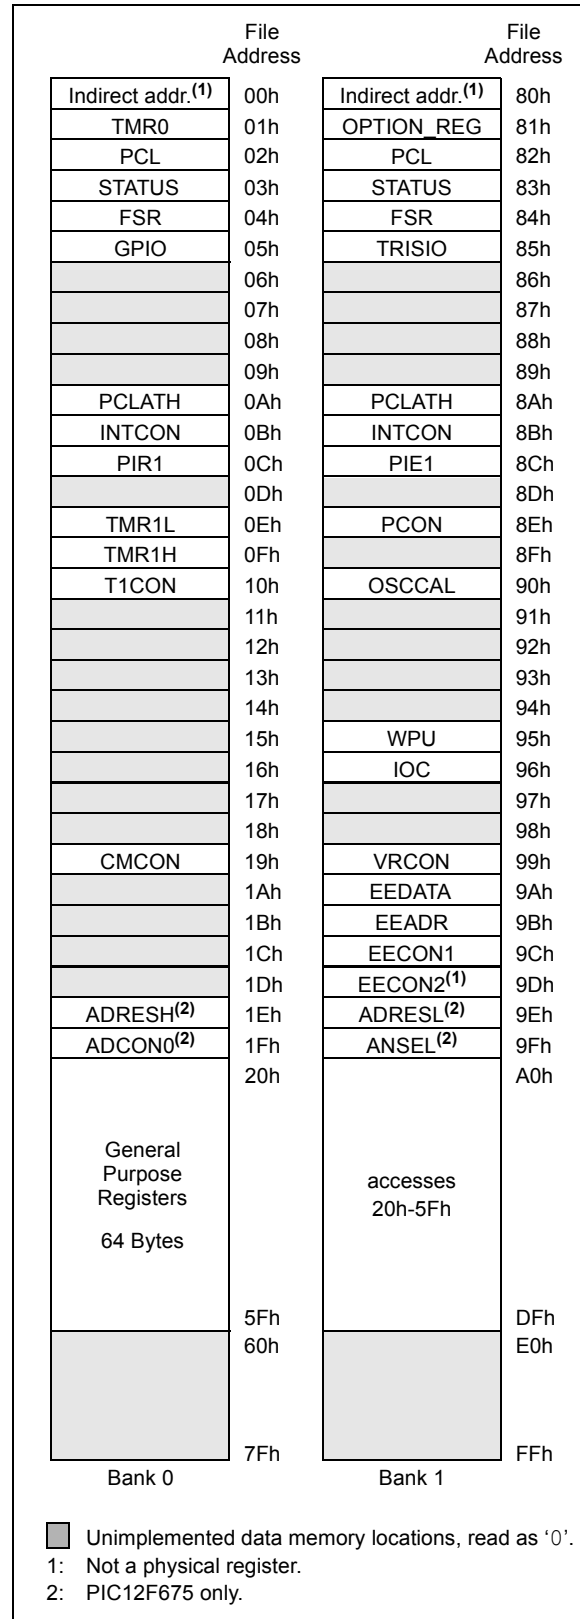 File Address File Address
Indirect addr.(1) 00h Indirect addr.(1) 80h
TMR0 01h OPTION_REG 81h
PCL 02h PCL 82h
STATUS 03h STATUS 83h
FSR 04h FSR 84h
GPIO 05h TRISIO 85h
06h 86h
07h 87h
08h 88h
09h 89h
PCLATH 0Ah PCLATH 8Ah
INTCON 0Bh INTCON 8Bh
PIR1 0Ch PIE1 8Ch
0Dh 8Dh
TMR1L 0Eh PCON 8Eh
TMR1H 0Fh 8Fh
T1CON 10h OSCCAL 90h
11h 91h
12h 92h
13h 93h
14h 94h
15h WPU 95h
16h IOC 96h
17h 97h
18h 98h
CMCON 19h VRCON 99h
1Ah EEDATA 9Ah
1Bh EEADR 9Bh
1Ch EECON1 9Ch
1Dh EECON2(1) 9Dh
ADRESH(2) 1Eh ADRESL(2) 9Eh
ADCON0(2) 1Fh ANSEL(2) 9Fh
20h A0h
General
Purpose
Registers
64 Bytes
accesses
20h-5Fh
5Fh DFh
60h E0h
7Fh FFh
Bank 0 Bank 1
Unimplemented data memory locations, read as ‘0’.
1: Not a physical register.
2: PIC12F675 only.